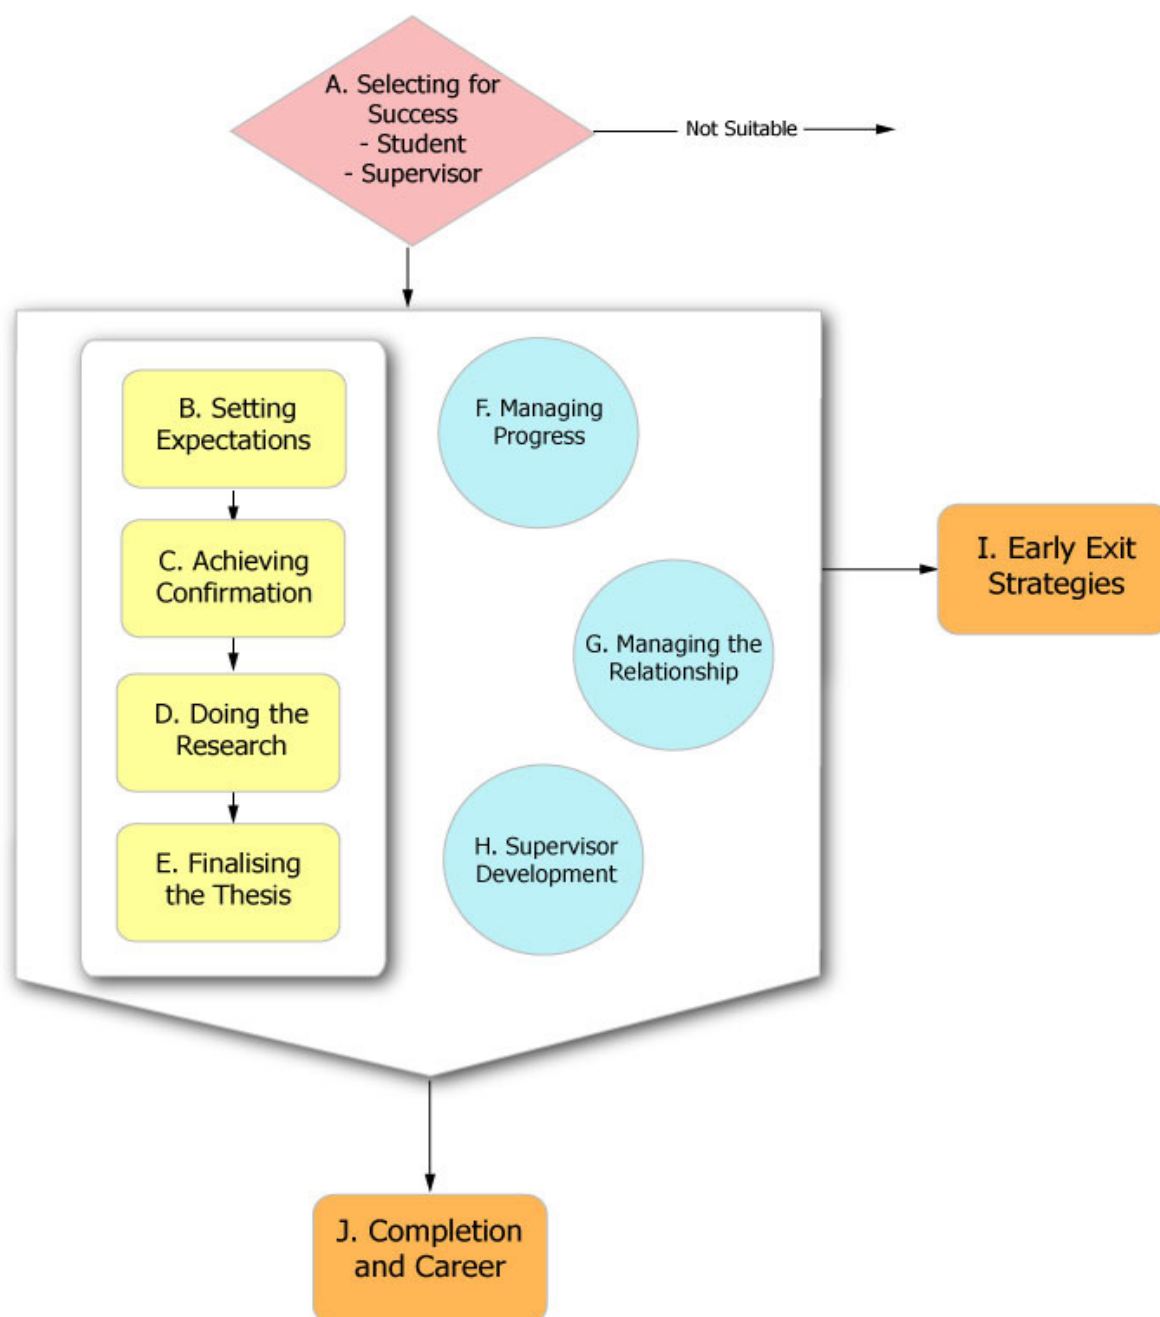 A. Selecting for
Success
- Student
- Supervisor
Not Suitable
B. Setting
Expectations
C. Achieving
Confirmation
D. Doing the
Research
E. Finalising
the Thesis
F. Managing
Progress
G. Managing the
Relationship
H. Supervisor
Development
I. Early Exit
Strategies
J. Completion
and Career